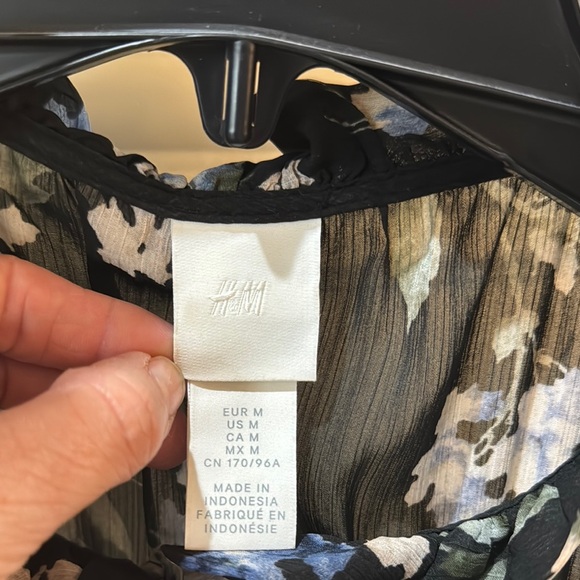 H&M
EUR M
US M
CA M
MX M
CN 170/96A
MADE IN
INDONESIA
FABRIQUÉ EN
INDONÉSIE